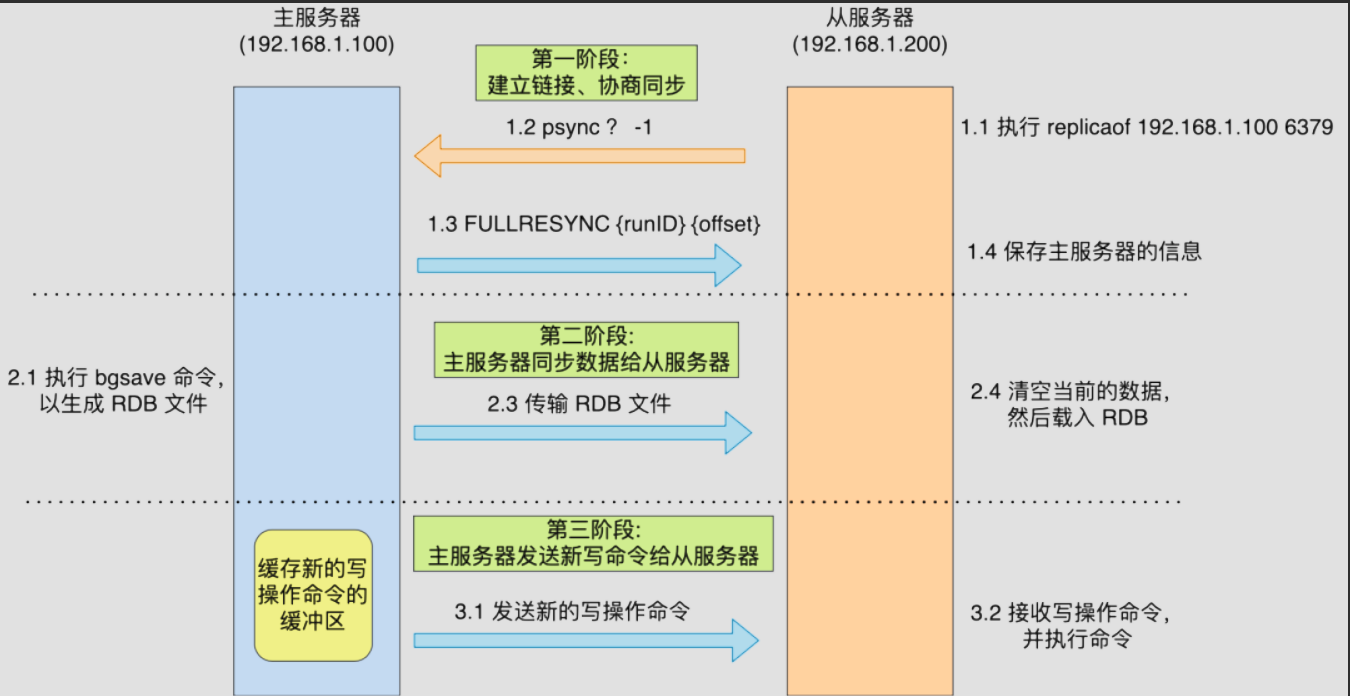 主服务器
(192.168.1.100)
从服务器
(192.168.1.200)
第一阶段：
建立链接、协商同步
1.1 执行 replicaof 192.168.1.100 6379
1.2 psync ? -1
1.3 FULLRESYNC {runID} {offset}
1.4 保存主服务器的信息
第二阶段:
主服务器同步数据给从服务器
2.1 执行 bgsave 命令，
以生成 RDB 文件
2.3 传输 RDB 文件
2.4 清空当前的数据，
然后载入 RDB
第三阶段:
主服务器发送新写命令给从服务器
缓存新的写
操作命令的
缓冲区
3.1 发送新的写操作命令
3.2 接收写操作命令，
并执行命令